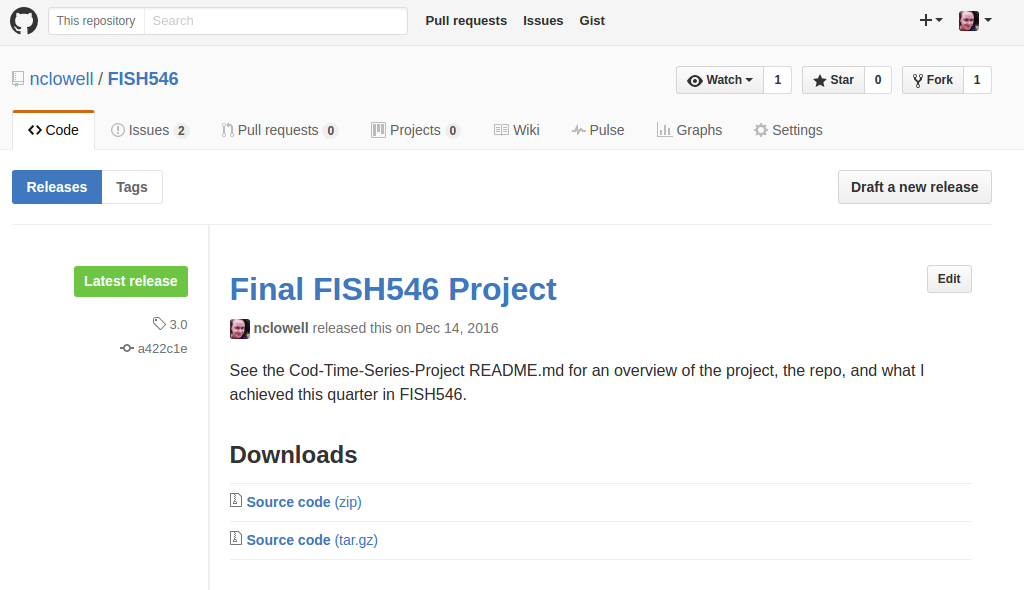 This repository Search Pull requests Issues Gist
nclowell / FISH546 Watch 1 Star 0 Fork 1
Code Issues 2 Pull requests 0 Projects 0 Wiki Pulse Graphs Settings
Releases Tags Draft a new release
Latest release
3.0
a422c1e
Final FISH546 Project Edit
nclowell released this on Dec 14, 2016
See the Cod-Time-Series-Project README.md for an overview of the project, the repo, and what I
achieved this quarter in FISH546.
Downloads
Source code (zip)
Source code (tar.gz)